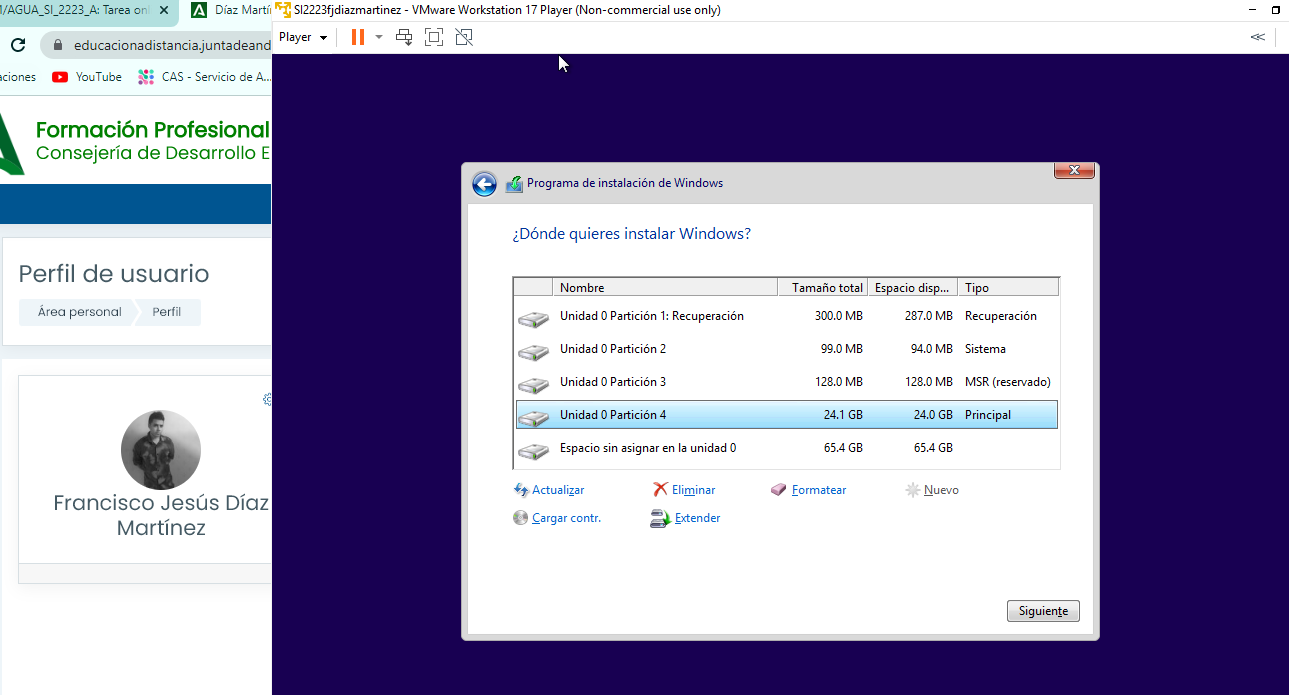 /AGUA_SI_2223_A: Tarea onl
Díaz Martí
educacionadistancia.juntadeand
aciones YouTube CAS - Servicio de A...
Formación Profesional
Consejería de Desarrollo E
Perfil de usuario
Área personal Perfil
Francisco Jesús Díaz
Martínez
SI2223fjdiazmartinez - VMware Workstation 17 Player (Non-commercial use only)
Player
Programa de instalación de Windows
¿Dónde quieres instalar Windows?
Nombre Tamaño total Espacio disp... Tipo
Unidad 0 Partición 1: Recuperación 300.0 MB 287.0 MB Recuperación
Unidad 0 Partición 2 99.0 MB 94.0 MB Sistema
Unidad 0 Partición 3 128.0 MB 128.0 MB MSR (reservado)
Unidad 0 Partición 4 24.1 GB 24.0 GB Principal
Espacio sin asignar en la unidad 0 65.4 GB 65.4 GB
Actualizar Eliminar Formatear Nuevo
Cargar contr. Extender
Siguiente